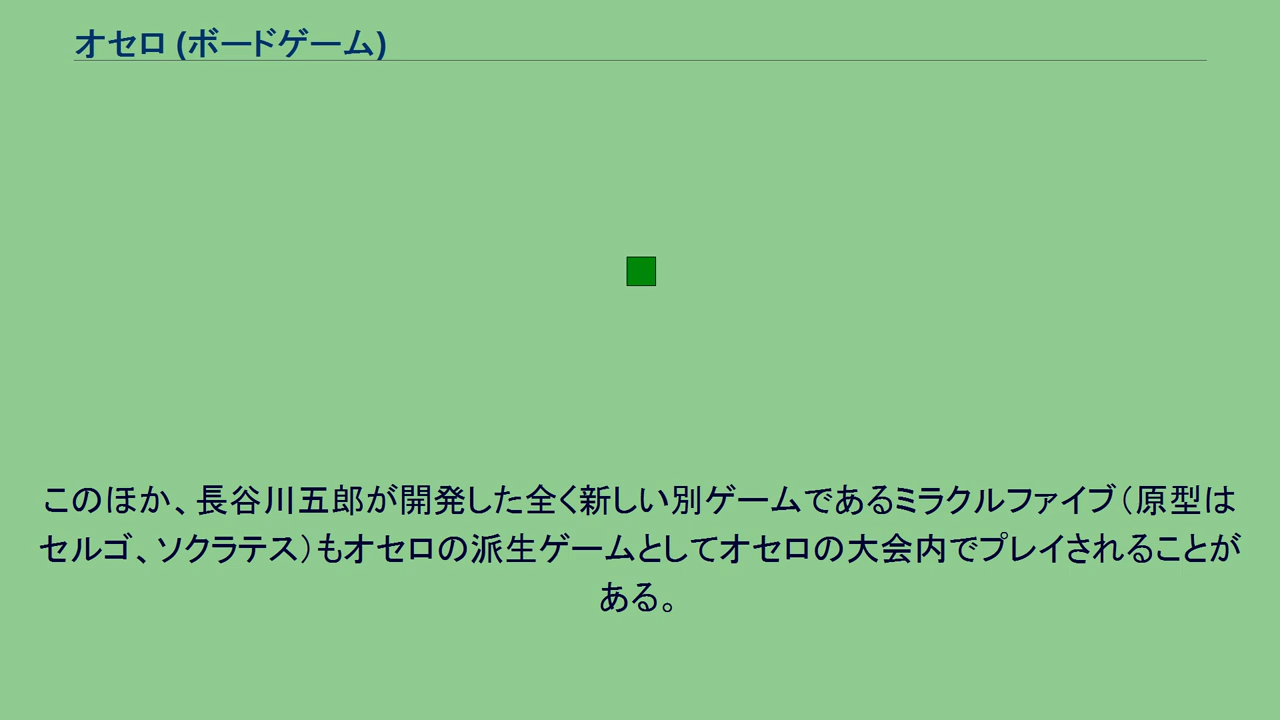 オセロ (ボードゲーム)
このほか、長谷川五郎が開発した全く新しい別ゲームであるミラクルファイブ（原型は
セルゴ、ソクラテス）もオセロの派生ゲームとしてオセロの大会内でプレイされることが
ある。